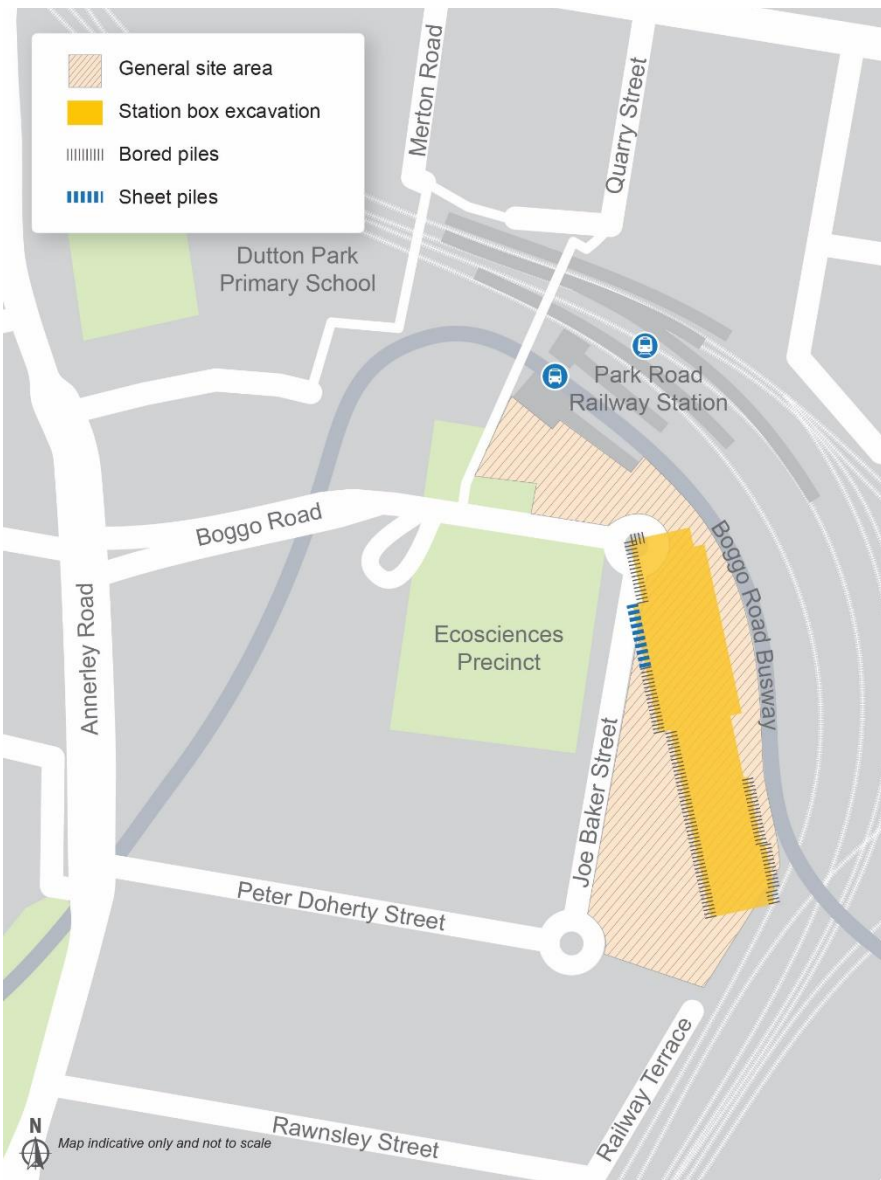 General site area
Station box excavation
Bored piles
Sheet piles
Merton Road
Quarry Street
Dutton Park
Primary School
Park Road
Railway Station
Boggo Road
Boggo Road Busway
Annerley Road
Ecosciences
Precinct
Joe Baker Street
Peter Doherty Street
Railway Terrace
Rawnsley Street
N
Map indicative only and not to scale